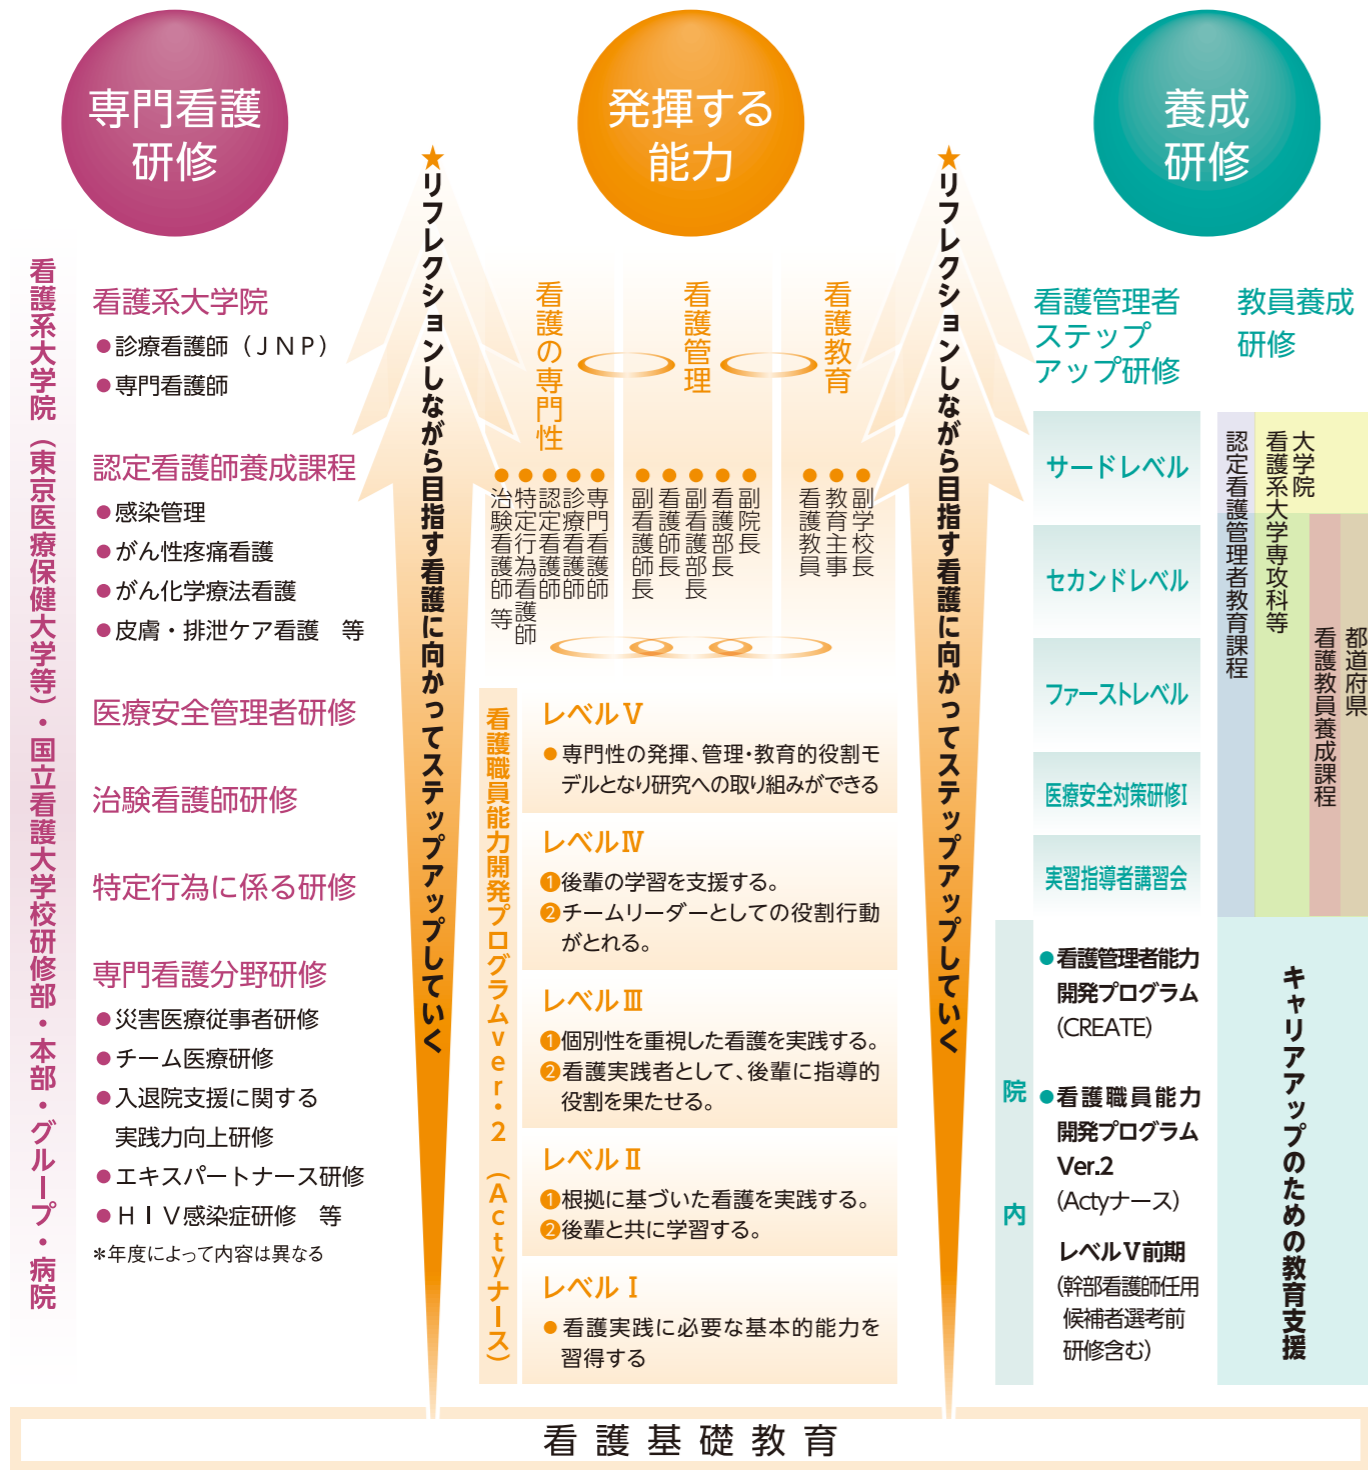 専門看護
研修
発揮する
能力
養成
研修
看護系大学院(東京医療保健大学等)・国立看護大学校研修部・本部・グループ・病院
看護系大学院
●診療看護師(JNP)
●専門看護師
認定看護師養成課程
●感染管理
●がん性疼痛看護
●がん化学療法看護
●皮膚・排泄ケア看護 等
医療安全管理者研修
治験看護師研修
特定行為に係る研修
専門看護分野研修
●災害医療従事者研修
●チーム医療研修
●入退院支援に関する
実践力向上研修
●エキスパートナース研修
●HIV感染症研修 等
*年度によって内容は異なる
★リフレクションしながら目指す看護に向かってステップアップしていく
看護の専門性
看護管理
看護教育
●専門看護師
●診療看護師
●認定看護師
●特定行為看護師
●治験看護師 等
●副院長
●看護部長
●副看護部長
●看護師長
●副看護師長
●副学校長
●教育主事
●看護教員
看護職員能力開発プログラムver.2 (Actyナース)
レベルⅤ
●専門性の発揮、管理・教育的役割モ
デルとなり研究への取り組みができる
レベルⅣ
❶後輩の学習を支援する。
❷チームリーダーとしての役割行動
がとれる。
レベルⅢ
❶個別性を重視した看護を実践する。
❷看護実践者として、後輩に指導的
役割を果たせる。
レベルⅡ
❶根拠に基づいた看護を実践する。
❷後輩と共に学習する。
レベルⅠ
●看護実践に必要な基本的能力を
習得する
★リフレクションしながら目指す看護に向かってステップアップしていく
看護管理者
ステップ
アップ研修
サードレベル
セカンドレベル
ファーストレベル
医療安全対策研修Ⅰ
実習指導者講習会
院内
●看護管理者能力
開発プログラム
(CREATE)
●看護職員能力
開発プログラム
Ver.2
(Actyナース)
レベルⅤ前期
(幹部看護師任用
候補者選考前
研修含む)
教員養成
研修
認定看護管理者教育課程
大学院
看護系大学専攻科等
都道府県
看護教員養成課程
キャリアアップのための教育支援
看護基礎教育